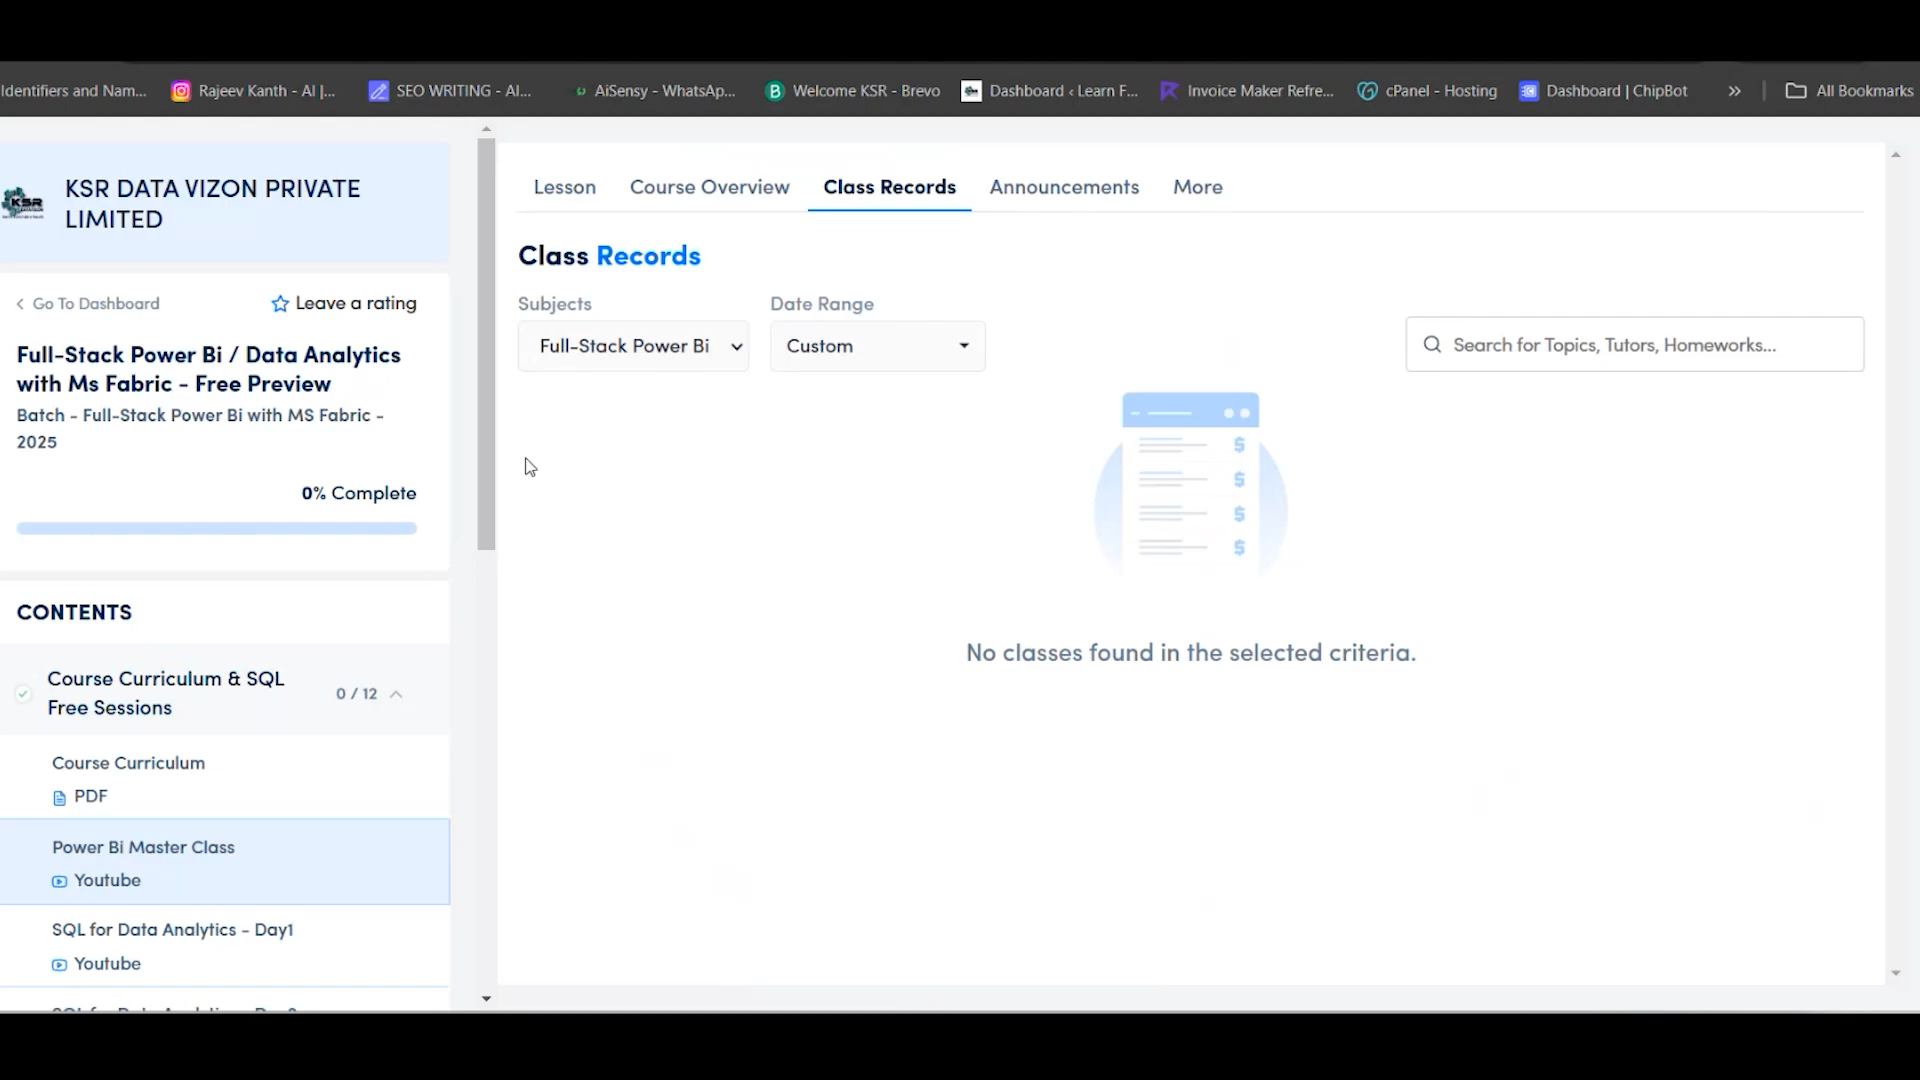 Identifiers and Nam...
Rajeev Kanth - AI |...
SEO WRITING - AI...
AiSensy - WhatsAp...
Welcome KSR - Brevo
Dashboard ‹ Learn F...
Invoice Maker Refre...
cPanel - Hosting
Dashboard | ChipBot
»
All Bookmarks
KSR
KSR DATA VIZON PRIVATE
LIMITED
Go To Dashboard
Leave a rating
Full-Stack Power Bi / Data Analytics
with Ms Fabric - Free Preview
Batch - Full-Stack Power Bi with MS Fabric -
2025
0% Complete
CONTENTS
Course Curriculum & SQL
Free Sessions
0 / 12
Course Curriculum
PDF
Power Bi Master Class
Youtube
SQL for Data Analytics - Day1
Youtube
Lesson
Course Overview
Class Records
Announcements
More
Class Records
Subjects
Date Range
Full-Stack Power Bi
Custom
Search for Topics, Tutors, Homeworks...
$
$
$
$
No classes found in the selected criteria.